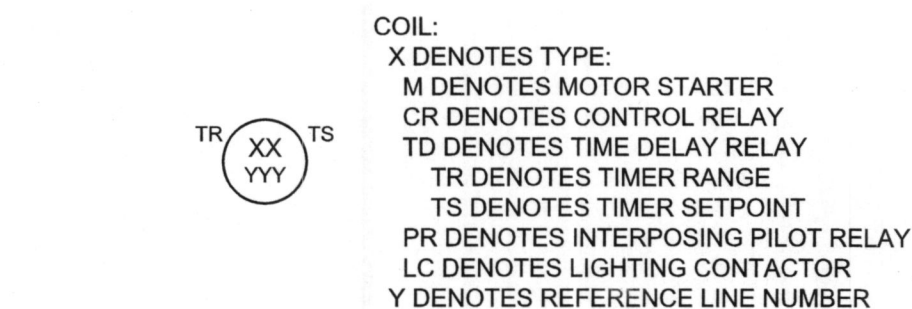 COIL:
X DENOTES TYPE:
M DENOTES MOTOR STARTER
CR DENOTES CONTROL RELAY
TR XX TS
TD DENOTES TIME DELAY RELAY
YYY
TR DENOTES TIMER RANGE
TS DENOTES TIMER SETPOINT
PR DENOTES INTERPOSING PILOT RELAY
LC DENOTES LIGHTING CONTACTOR
Y DENOTES REFERENCE LINE NUMBER